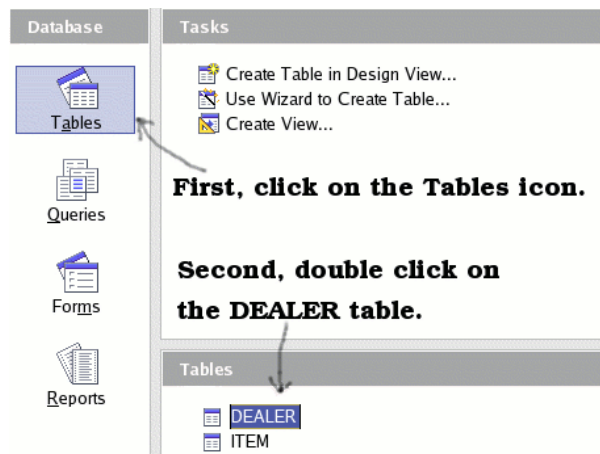 Database
Tables
Queries
Forms
Reports
Tasks
Create Table in Design View...
Use Wizard to Create Table...
Create View...
First, click on the Tables icon.
Second, double click on
the DEALER table.
Tables
DEALER
ITEM